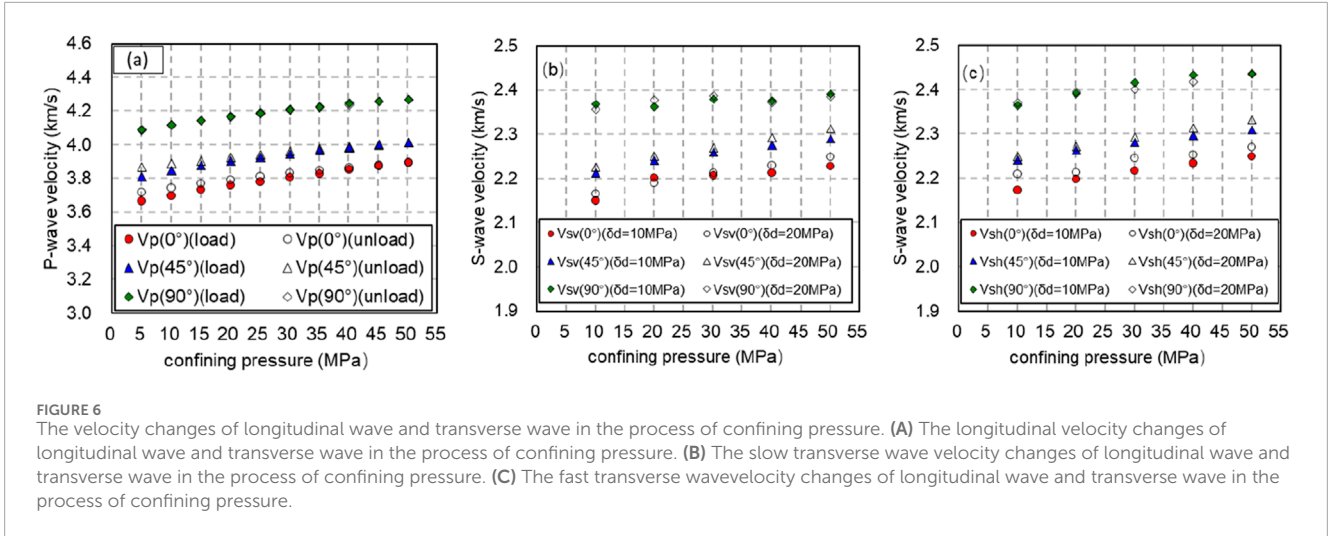 (a)
P-wave velocity (km/s)
4.6
4.4
4.2
4.0
3.8
3.6
3.4
3.2
3.0
Vp(0°)(load)
Vp(0°)(unload)
Vp(45°)(load)
Vp(45°)(unload)
Vp(90°)(load)
Vp(90°)(unload)
0 5 10 15 20 25 30 35 40 45 50 55
confining pressure (MPa)
(b)
S-wave velocity (km/s)
2.5
2.4
2.3
2.2
2.1
2.0
1.9
Vsv(0°)(δd=10MPa)
Vsv(0°)(δd=20MPa)
Vsv(45°)(δd=10MPa)
Vsv(45°)(δd=20MPa)
Vsv(90°)(δd=10MPa)
Vsv(90°)(δd=20MPa)
0 5 10 15 20 25 30 35 40 45 50 55
confining pressure (MPa)
(c)
S-wave velocity (km/s)
2.5
2.4
2.3
2.2
2.1
2.0
1.9
Vsh(0°)(δd=10MPa)
Vsh(0°)(δd=20MPa)
Vsh(45°)(δd=10MPa)
Vsh(45°)(δd=20MPa)
Vsh(90°)(δd=10MPa)
Vsh(90°)(δd=20MPa)
0 5 10 15 20 25 30 35 40 45 50 55
confining pressure (MPa)
FIGURE 6
The velocity changes of longitudinal wave and transverse wave in the process of confining pressure. (A) The longitudinal velocity changes of
longitudinal wave and transverse wave in the process of confining pressure. (B) The slow transverse wave velocity changes of longitudinal wave and
transverse wave in the process of confining pressure. (C) The fast transverse wavevelocity changes of longitudinal wave and transverse wave in the
process of confining pressure.